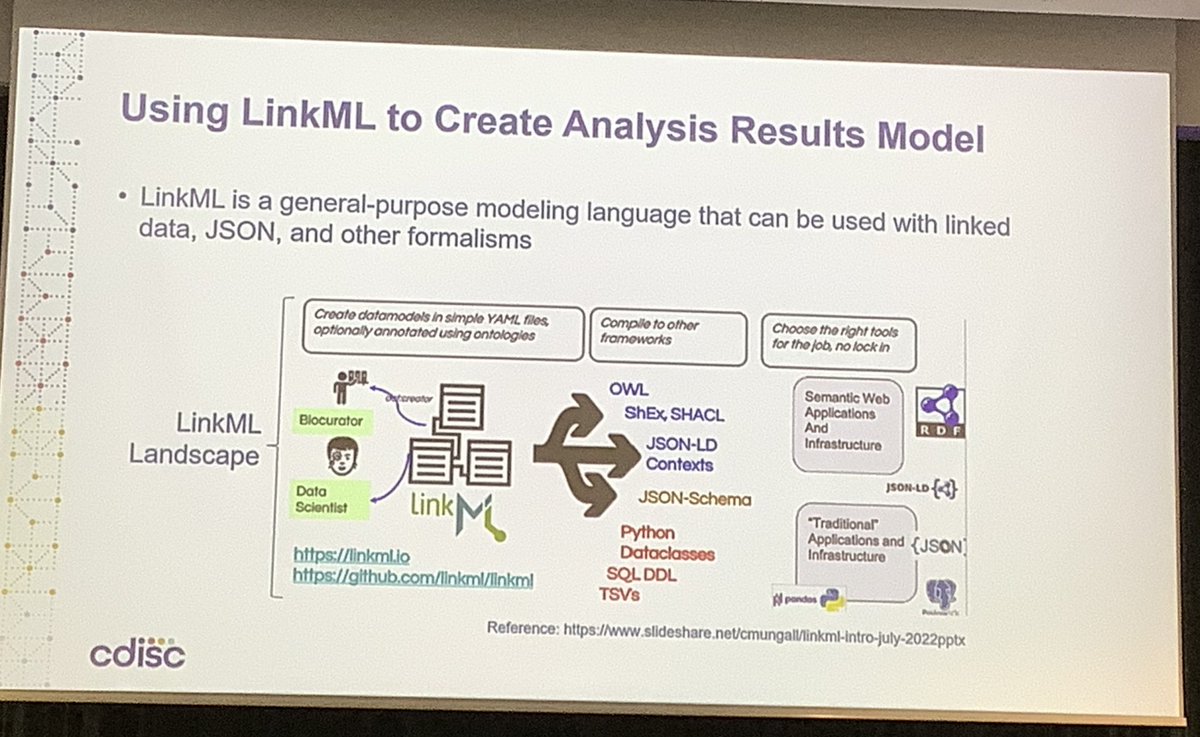 Using LinkML to Create Analysis Results Model
• LinkML is a general-purpose modeling language that can be used with linked
data, JSON, and other formalisms
Create datamodels in simple YAML files,
optionally annotated using ontologies
Compile to other
frameworks
Choose the right tools
for the job, no lock in
LinkML
Landscape
Biocurator
Data
Scientist
linkML
https://linkml.io
https://github.com/linkml/linkml
OWL
ShEx, SHACL
JSON-LD
Contexts
JSON-Schema
Python
Dataclasses
SQL DDL
TSVs
Semantic Web
Applications
And
Infrastructure
RDF
JSON-LD
"Traditional"
Applications and
Infrastructure
{JSON}
pandas
Reference: https://www.slideshare.net/cmungall/linkml-intro-july-2022pptx
cdisc